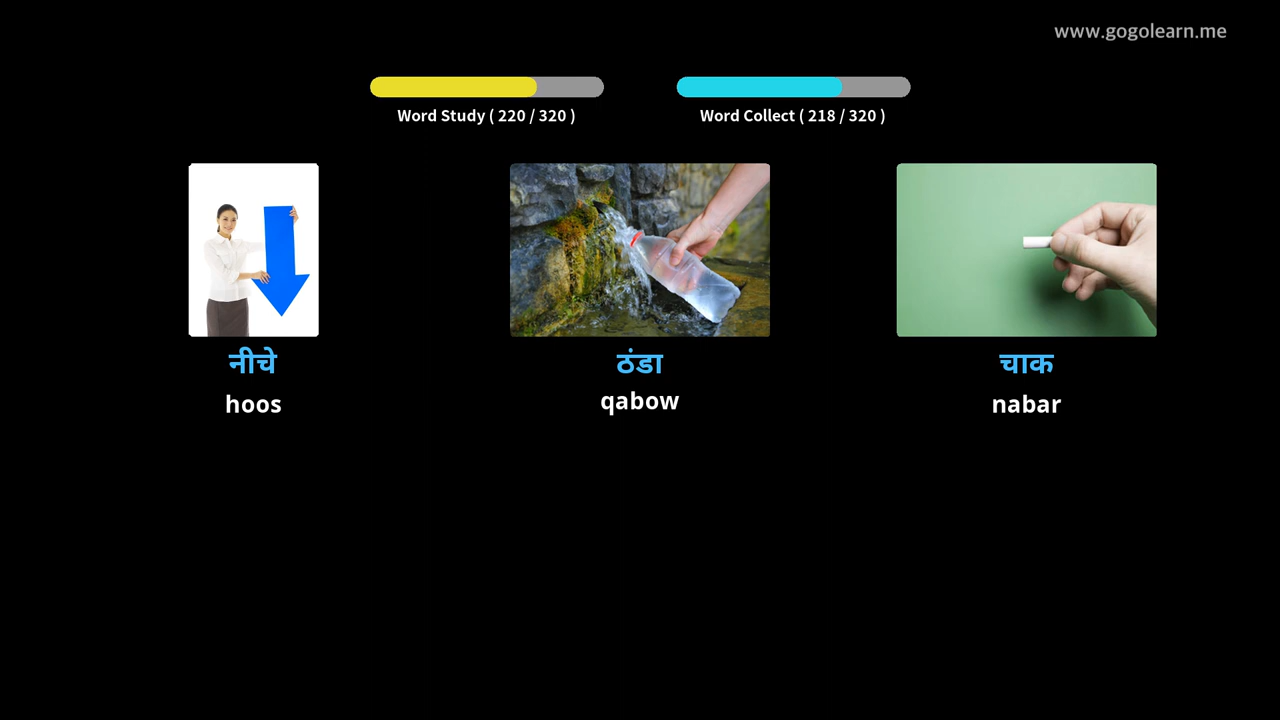 www.gogolearn.me
Word Study ( 220 / 320 )
Word Collect ( 218 / 320 )
नीचे
hoos
ठंडा
qabow
चाक
nabar